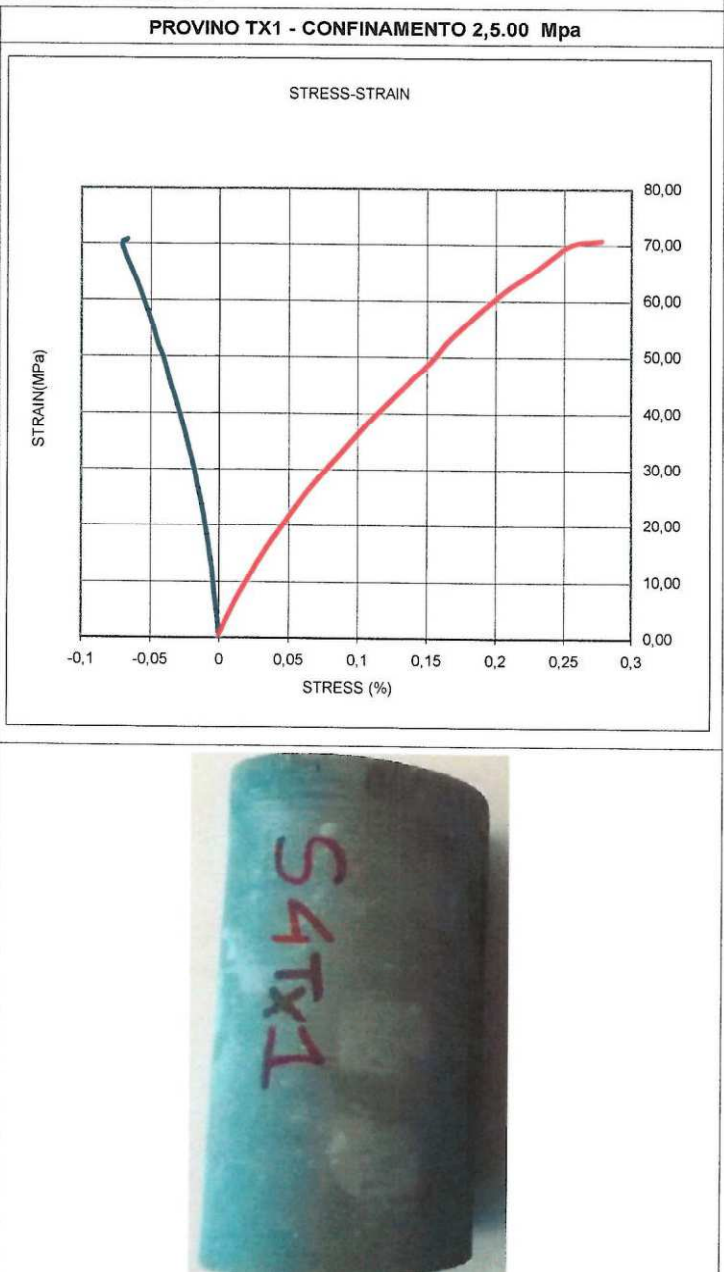 PROVINO TX1 - CONFINAMENTO 2,5.00 Mpa
STRESS-STRAIN
80,00
70,00
60,00
50,00
40,00
30,00
20,00
10,00
0,00
STRAIN(MPa)
-0,1 -0,05 0 0,05 0,1 0,15 0,2 0,25 0,3
STRESS (%)
S4TX1